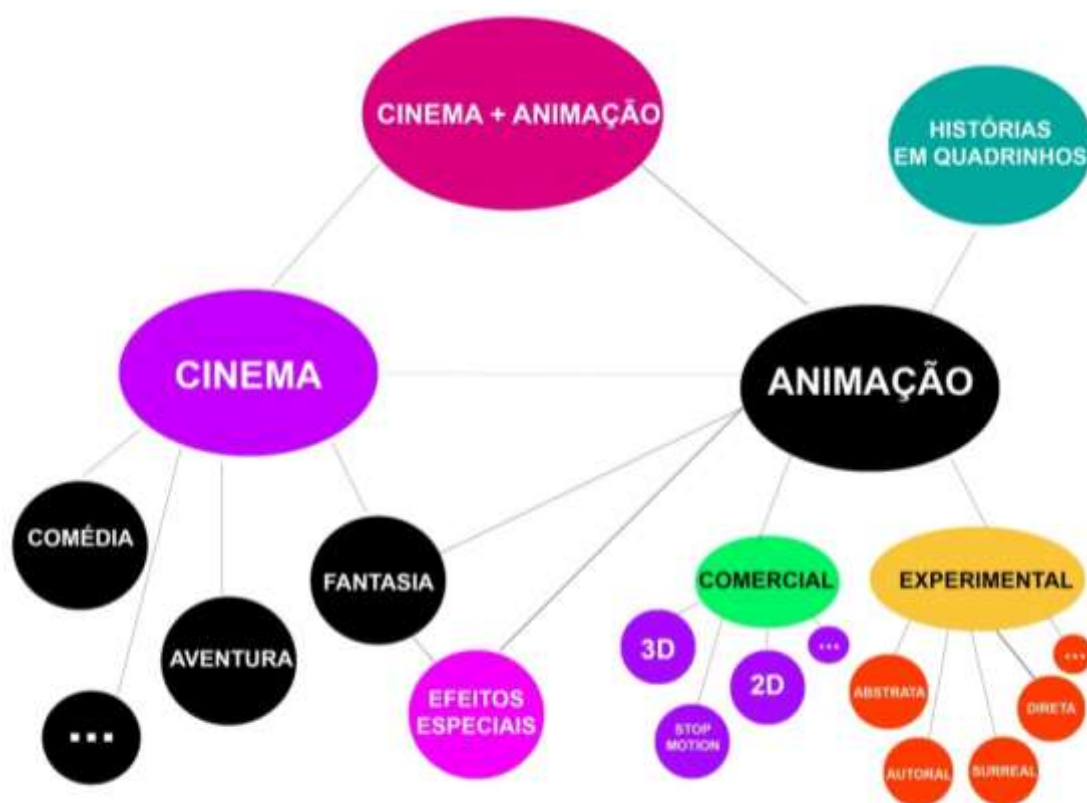 CINEMA + ANIMAÇÃO
HISTÓRIAS
EM QUADRINHOS
CINEMA
ANIMAÇÃO
COMÉDIA
FANTASIA
AVENTURA
...
EFEITOS
ESPECIAIS
COMERCIAL
EXPERIMENTAL
3D
2D
...
STOP
MOTION
ABSTRATA
AUTORAL
SURREAL
DIRETA
...